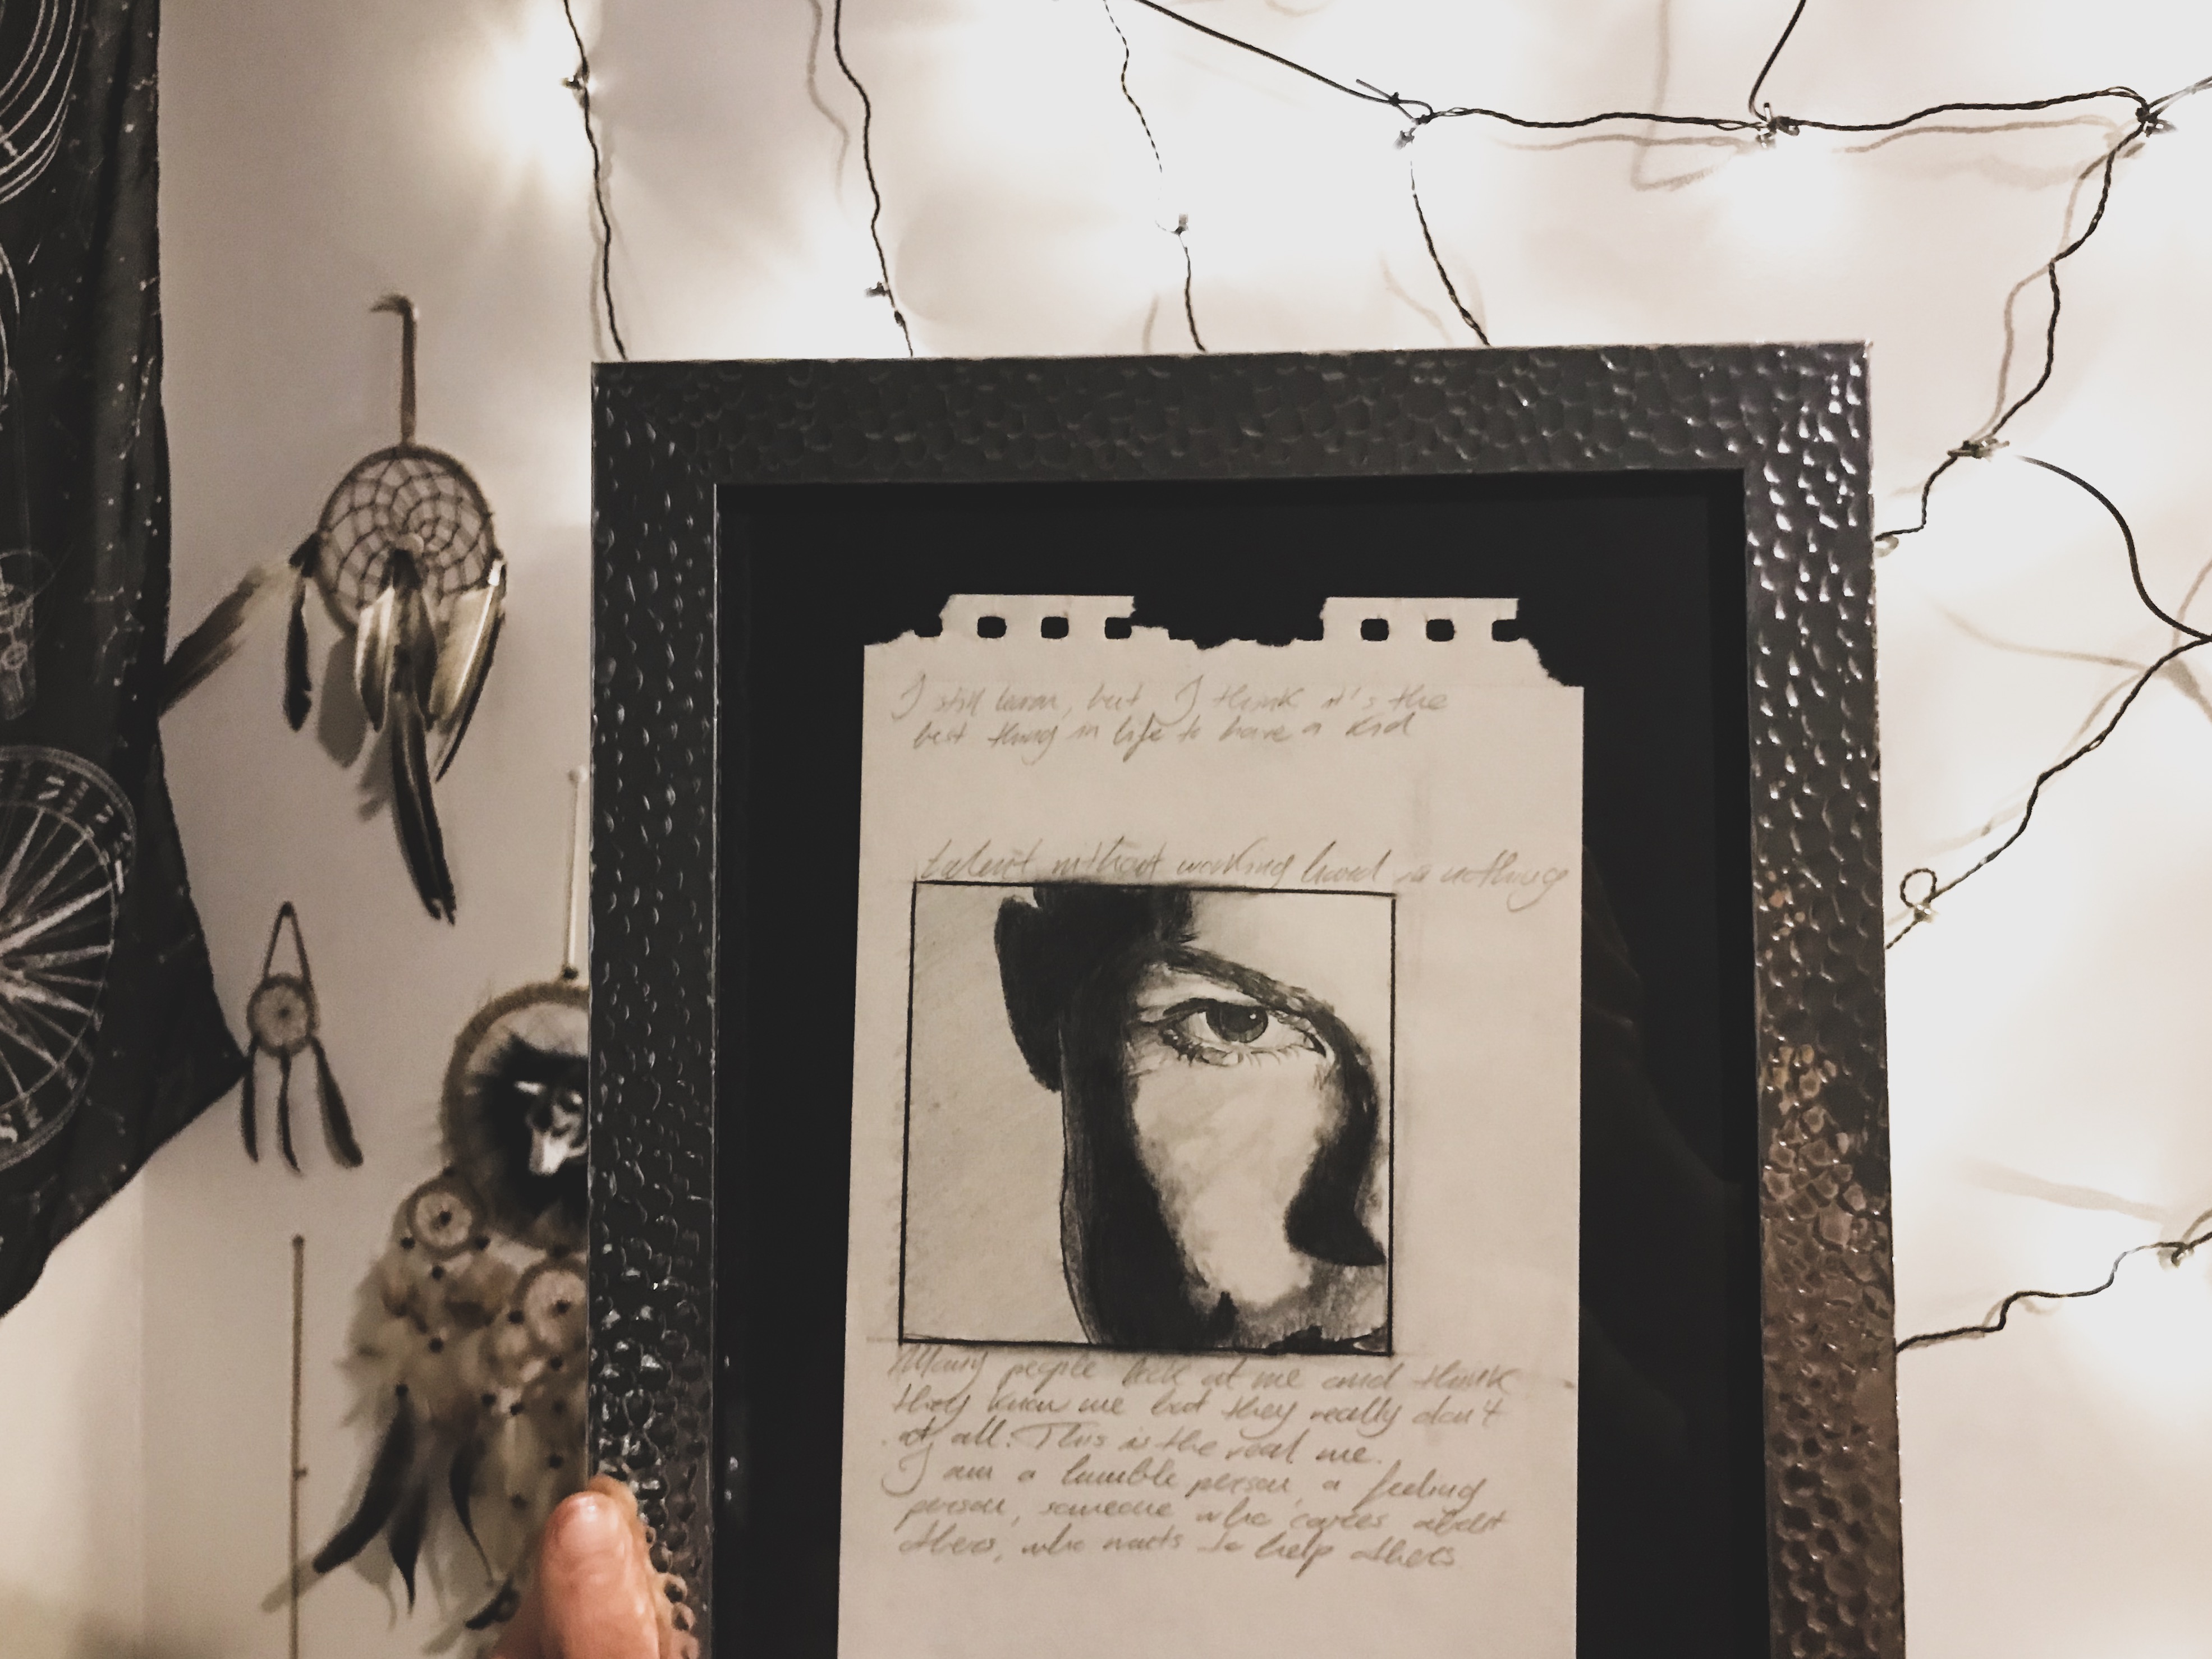 I still learn, but I think it's the
best thing in life to have a kid
talent without working hard is nothing
Many people look at me and think
they know me but they really don't
at all. This is the real me.
I am a humble person, a feeling
person, someone who carres about
others, who wants to help others